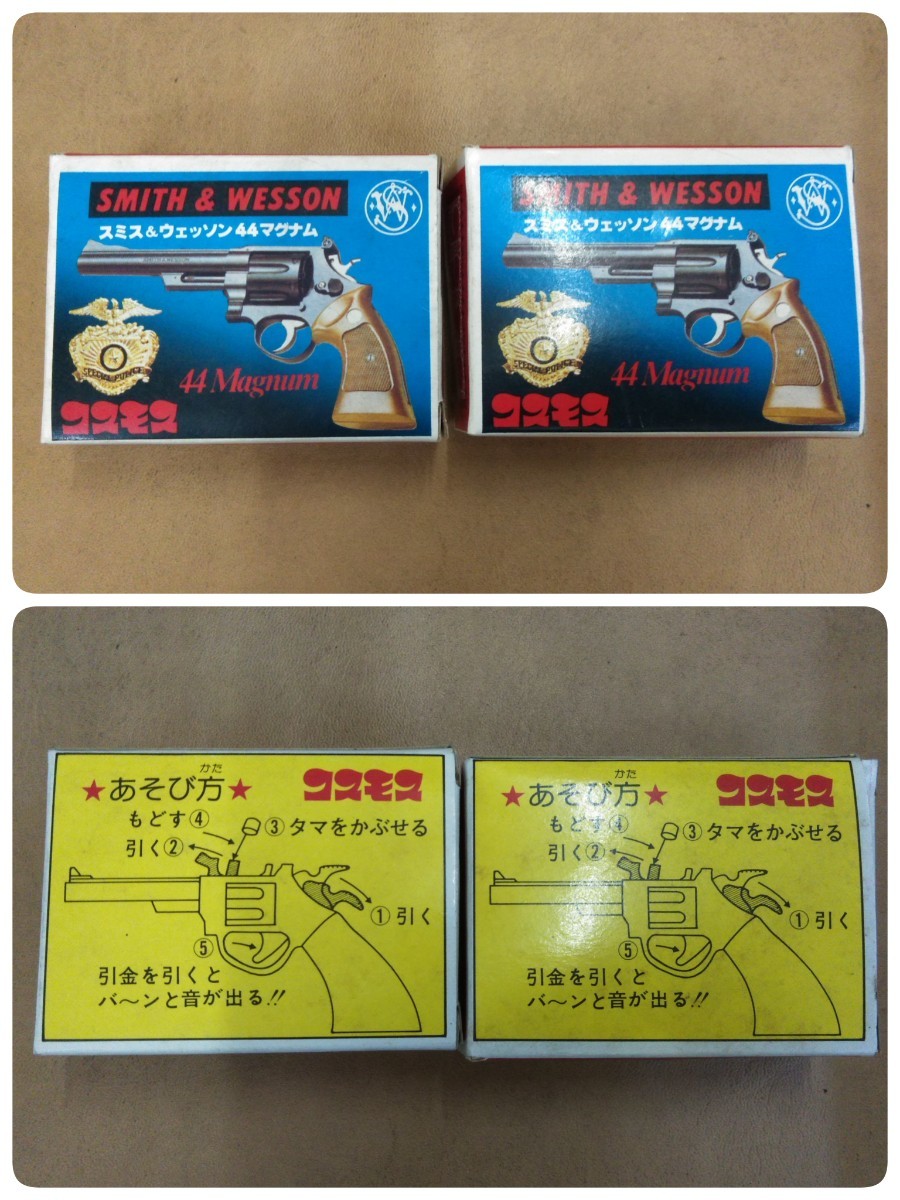 SMITH & WESSON
スミス&ウェッソン44マグナム
SPECIAL POLICE
44 Magnum
コスモス
SMITH & WESSON
スミス&ウェッソン44マグナム
SPECIAL POLICE
44 Magnum
コスモス
かた
★あそび方★
コスモス
もどす④
③タマをかぶせる
引く②
①引く
⑤
引金を引くと
バ〜ンと音が出る!!
かた
★あそび方★
コスモス
もどす④
③タマをかぶせる
引く②
①引く
⑤
引金を引くと
バ〜ンと音が出る!!